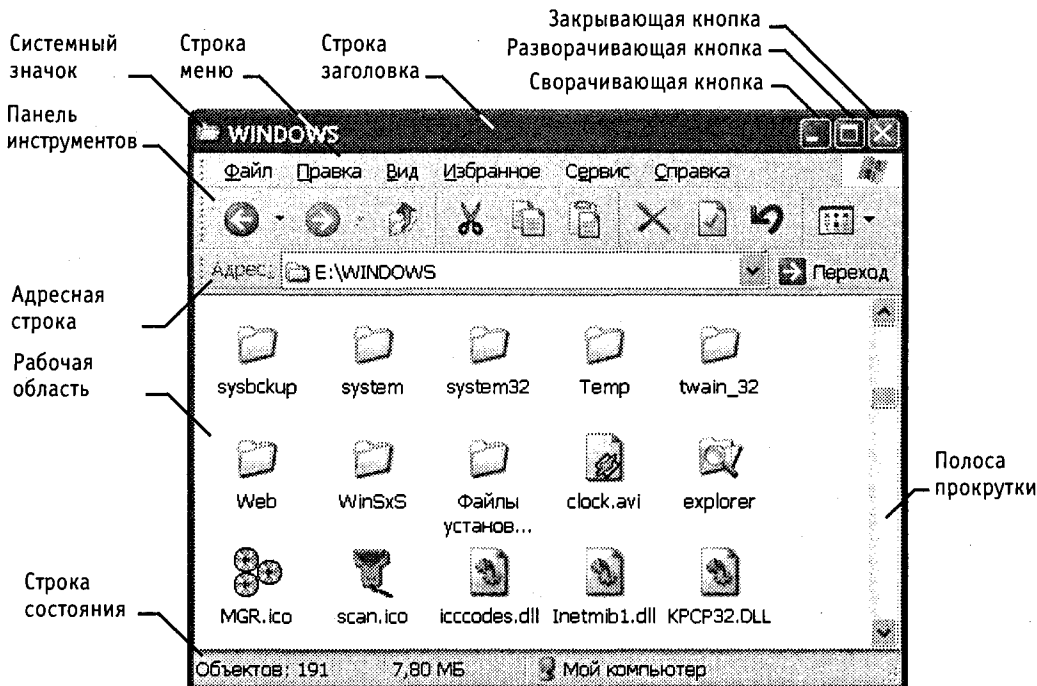 Закрывающая кнопка
Разворачивающая кнопка
Сворачивающая кнопка
Системный
значок
Строка
меню
Строка
заголовка
Панель
инструментов
WINDOWS
Файл Правка Вид Избранное Сервис Справка
Адрес: E:\WINDOWS Переход
Адресная
строка
Рабочая
область
sysbckup system system32 Temp twain_32
Web WinSxS Файлы
установ... clock.avi explorer
Полоса
прокрутки
MGR.ico scan.ico icccodes.dll Inetmib1.dll KPCP32.DLL
Строка
состояния
Объектов: 191 7,80 МБ Мой компьютер